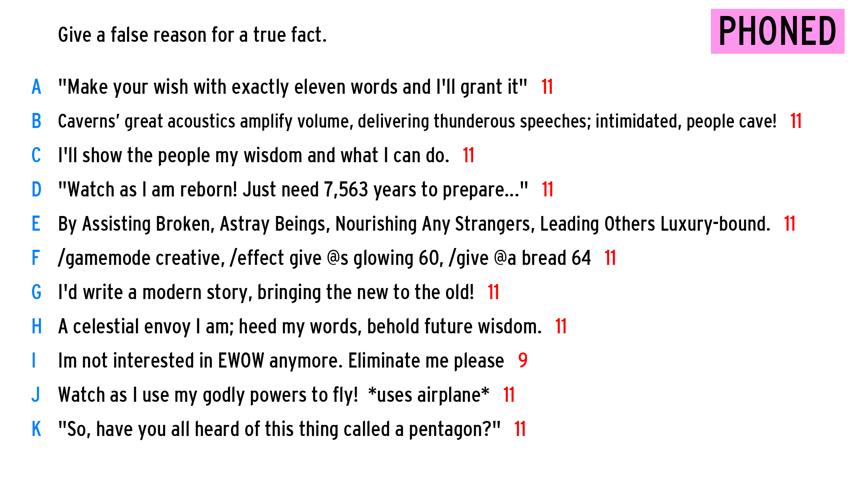 Give a false reason for a true fact.
PHONED
A "Make your wish with exactly eleven words and I'll grant it" 11
B Caverns’ great acoustics amplify volume, delivering thunderous speeches; intimidated, people cave! 11
C I'll show the people my wisdom and what I can do. 11
D "Watch as I am reborn! Just need 7,563 years to prepare..." 11
E By Assisting Broken, Astray Beings, Nourishing Any Strangers, Leading Others Luxury-bound. 11
F /gamemode creative, /effect give @s glowing 60, /give @a bread 64 11
G I'd write a modern story, bringing the new to the old! 11
H A celestial envoy I am; heed my words, behold future wisdom. 11
I Im not interested in EWOW anymore. Eliminate me please 9
J Watch as I use my godly powers to fly! *uses airplane* 11
K "So, have you all heard of this thing called a pentagon?" 11